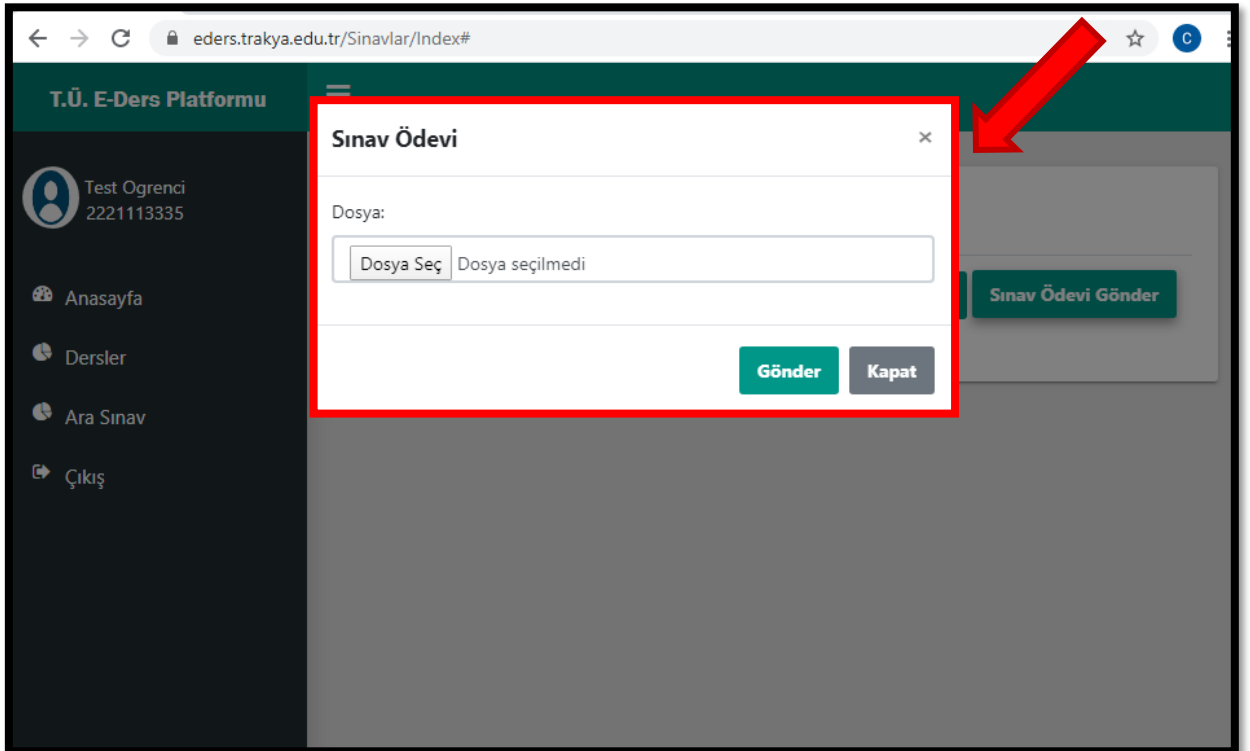 eders.trakya.edu.tr/Sinavlar/Index#
C
T.Ü. E-Ders Platformu
Test Ogrenci
2221113335
Anasayfa
Dersler
Ara Sınav
Çıkış
Sınav Ödevi
×
Dosya:
Dosya Seç Dosya seçilmedi
Gönder Kapat
Sınav Ödevi Gönder